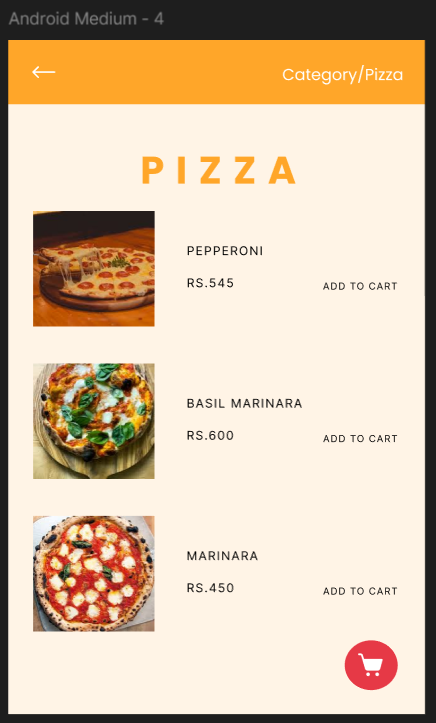 Android Medium - 4
Category/Pizza
PIZZA
PEPPERONI
RS.545
ADD TO CART
BASIL MARINARA
RS.600
ADD TO CART
MARINARA
RS.450
ADD TO CART